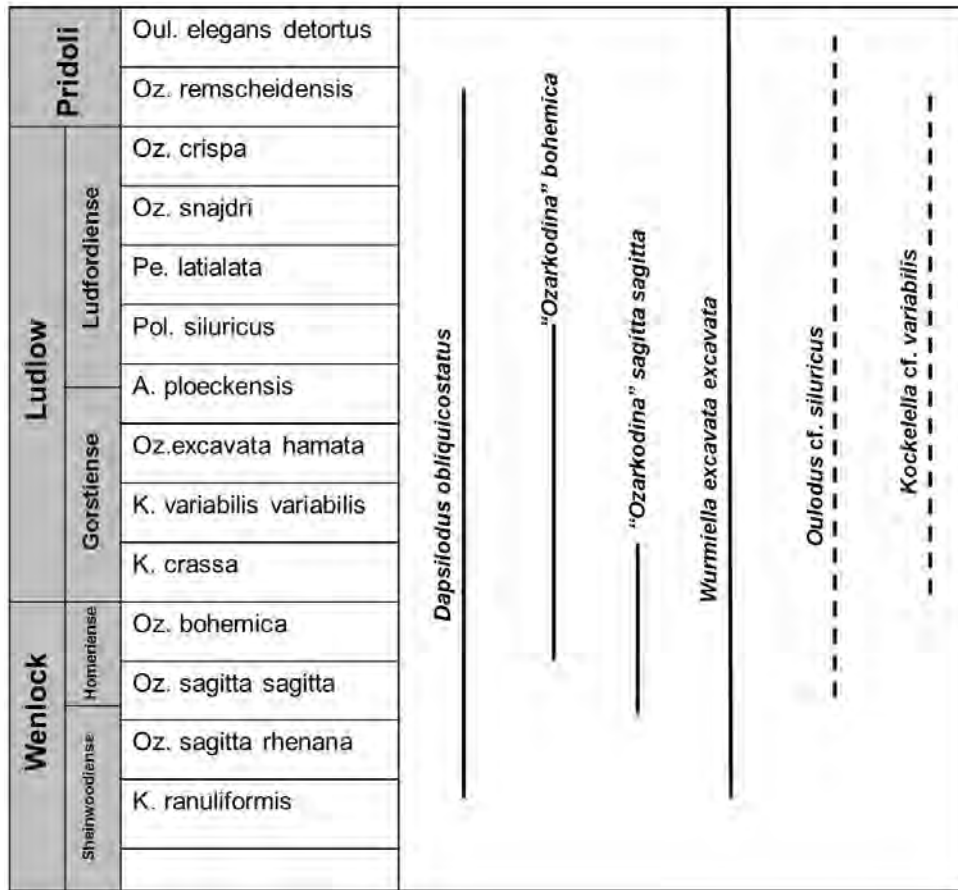 Pridoli
Ludlow
Wenlock
Ludfordiense
Gorstiense
Homeriense
Sheinwoodiense
Oul. elegans detortus
Oz. remscheidensis
Oz. crispa
Oz. snajdri
Pe. latialata
Pol. siluricus
A. ploeckensis
Oz.excavata hamata
K. variabilis variabilis
K. crassa
Oz. bohemica
Oz. sagitta sagitta
Oz. sagitta rhenana
K. ranuliformis
Dapsilodus obliquicostatus
"Ozarkodina" bohemica
"Ozarkodina" sagitta sagitta
Wurmiella excavata excavata
Oulodus cf. siluricus
Kockelella cf. variabilis